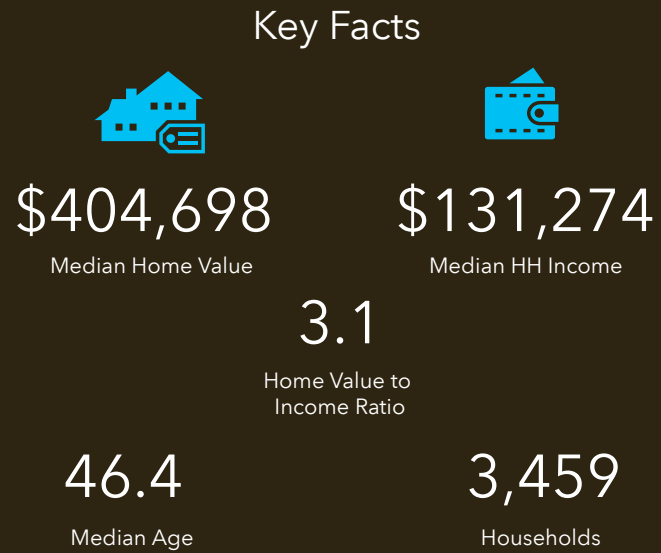 Key Facts
$404,698
$131,274
Median Home Value
Median HH Income
3.1
Home Value to
Income Ratio
46.4
3,459
Median Age
Households